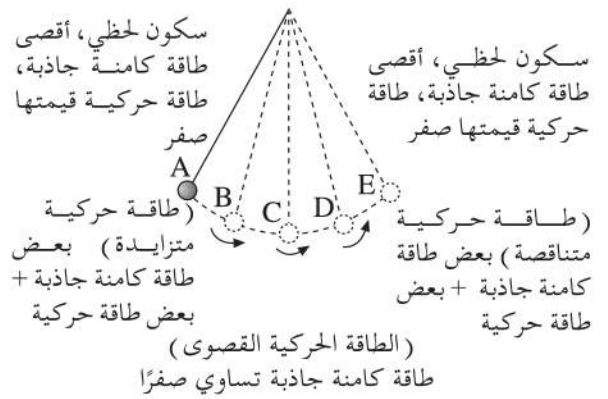 سكون لحظي، أقصى
طاقة كامنة جاذبة،
طاقة حركية قيمتها
صفر
سكون لحظي، أقصى
طاقة كامنة جاذبة، طاقة
حركية قيمتها صفر
A
B
C
D
E
(طاقة حركية
متزايدة) بعض
طاقة كامنة جاذبة +
بعض طاقة حركية
(طاقة حركية
متناقصة) بعض طاقة
كامنة جاذبة + بعض
طاقة حركية
(الطاقة الحركية القصوى)
طاقة كامنة جاذبة تساوي صفرًا